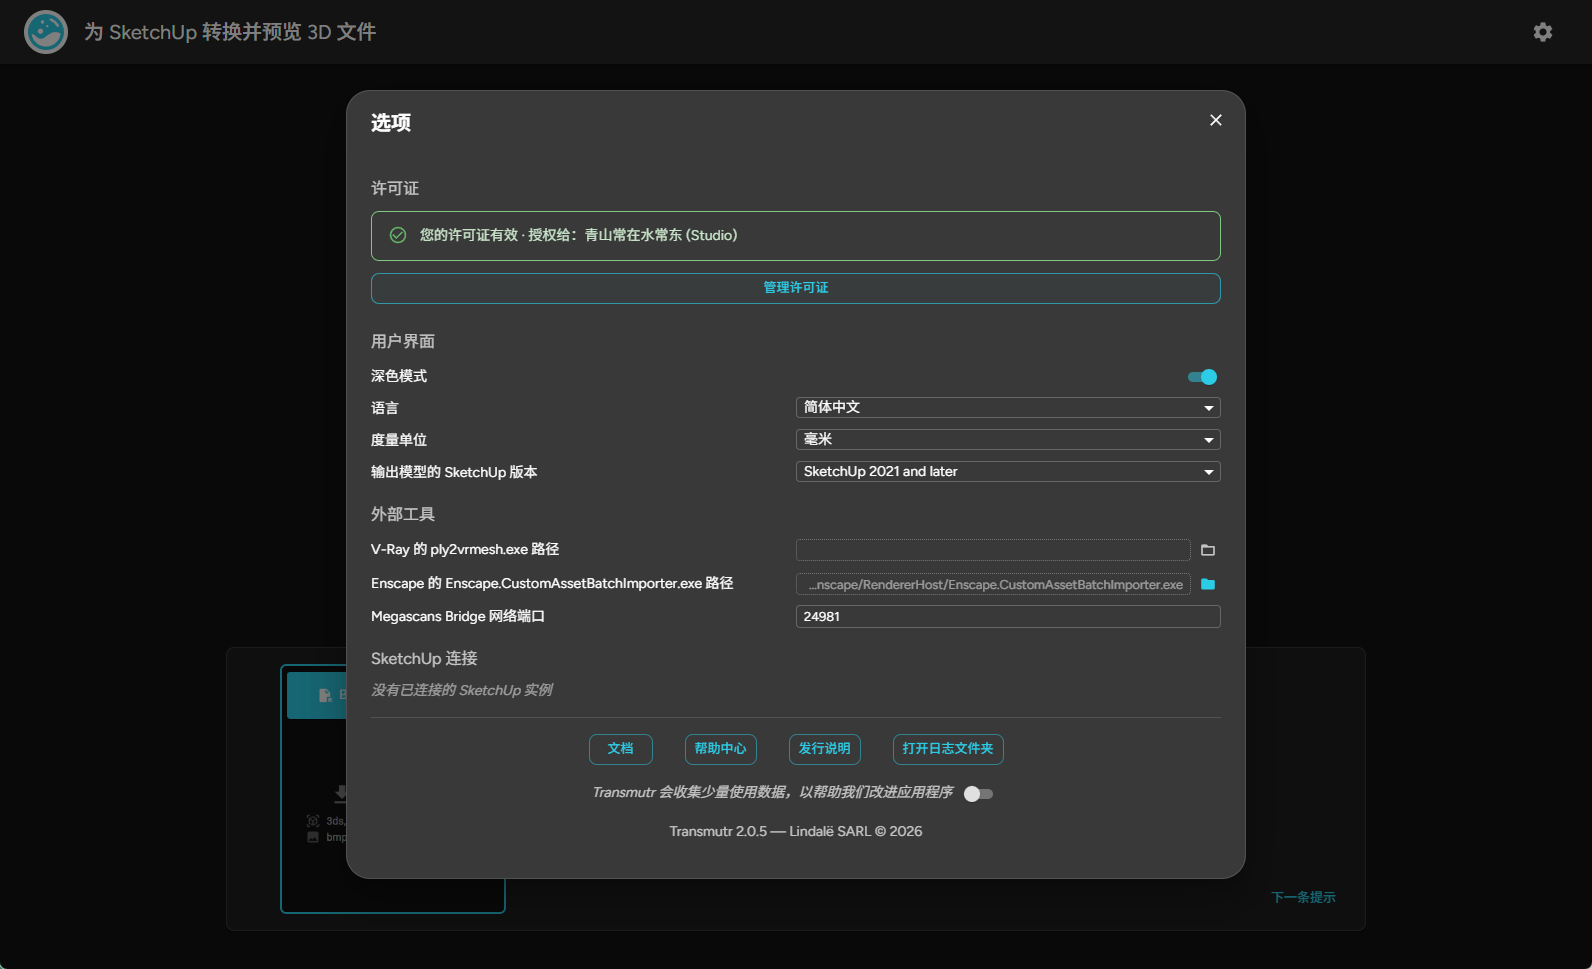 为 SketchUp 转换并预览 3D 文件
选项
许可证
您的许可证有效 · 授权给：青山常在水常东 (Studio)
管理许可证
用户界面
深色模式
语言
简体中文
度量单位
毫米
输出模型的 SketchUp 版本
SketchUp 2021 and later
外部工具
V-Ray 的 ply2vrmesh.exe 路径
Enscape 的 Enscape.CustomAssetBatchImporter.exe 路径
...nscape/RendererHost/Enscape.CustomAssetBatchImporter.exe
Megascans Bridge 网络端口
24981
SketchUp 连接
没有已连接的 SketchUp 实例
文档
帮助中心
发行说明
打开日志文件夹
Transmutr 会收集少量使用数据，以帮助我们改进应用程序
Transmutr 2.0.5 — Lindalë SARL © 2026
3ds,
bmp
下一条提示